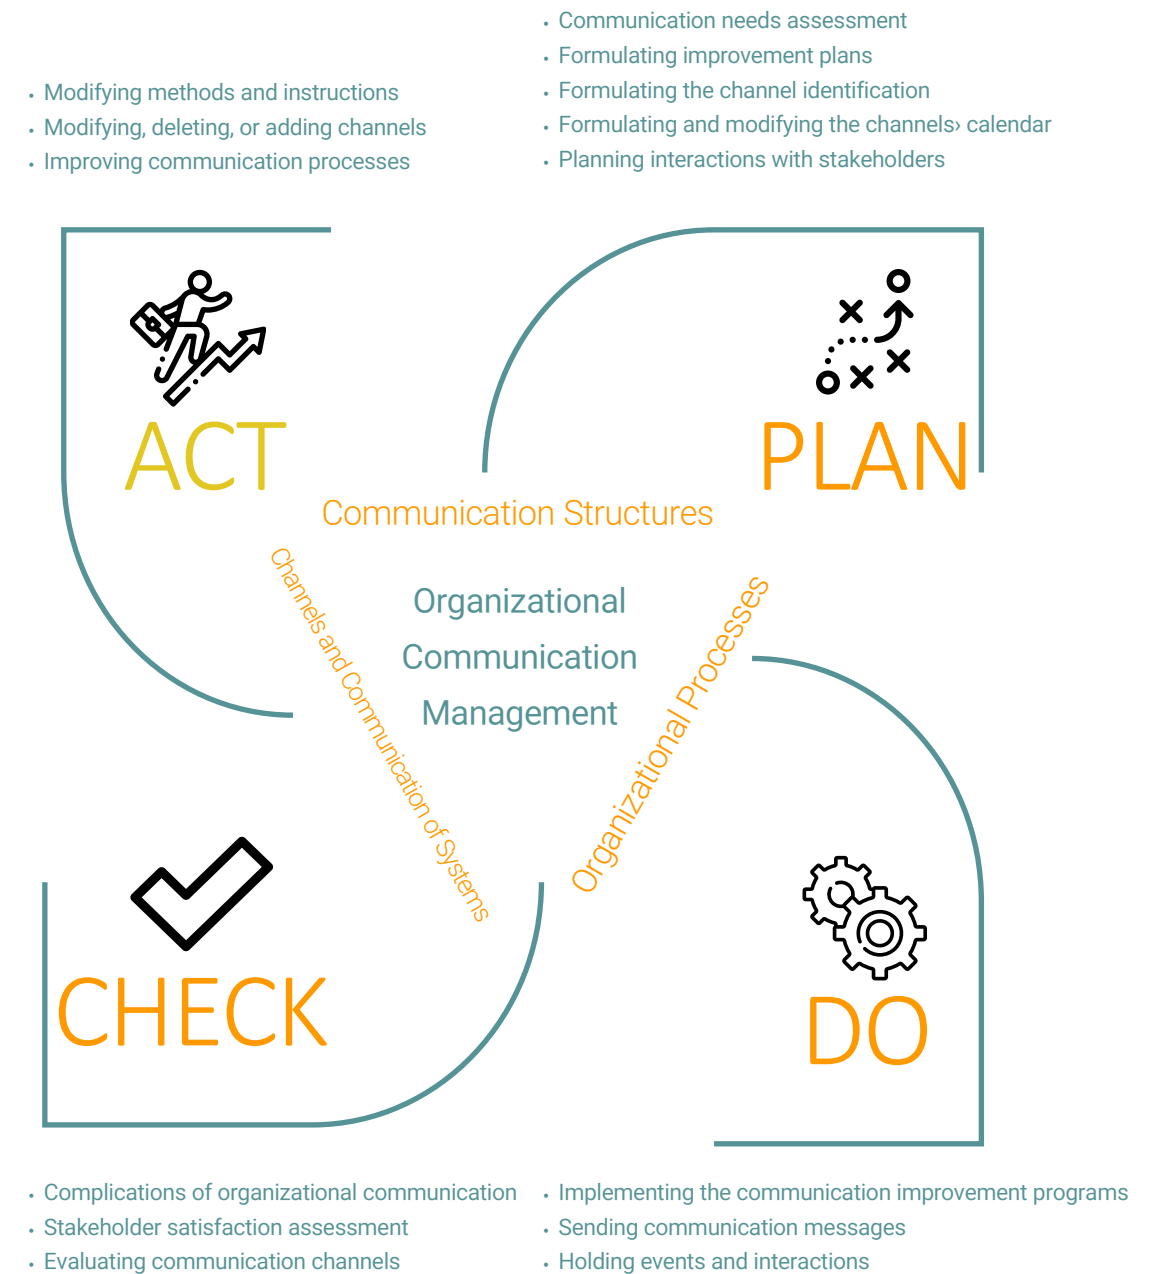 • Communication needs assessment
• Formulating improvement plans
• Formulating the channel identification
• Formulating and modifying the channels› calendar
• Planning interactions with stakeholders
• Modifying methods and instructions
• Modifying, deleting, or adding channels
• Improving communication processes
ACT
PLAN
Communication Structures
Channels and Communication of Systems
Organizational
Communication
Management
Organizational Processes
CHECK
DO
• Complications of organizational communication
• Stakeholder satisfaction assessment
• Evaluating communication channels
• Implementing the communication improvement programs
• Sending communication messages
• Holding events and interactions